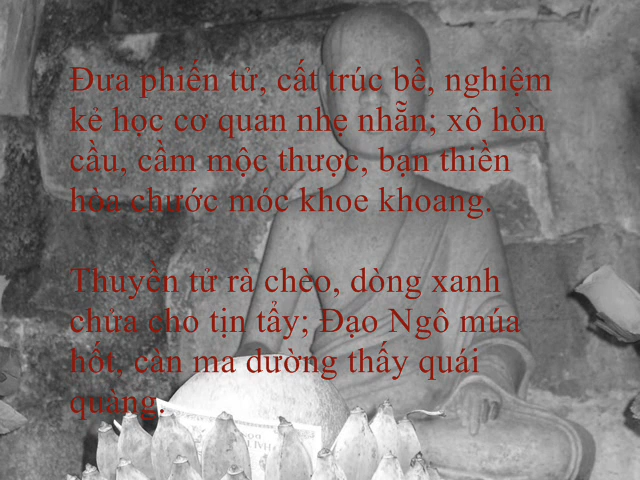 Đưa phiến tử, cất trúc bề, nghiệm
kẻ học cơ quan nhẹ nhẵn; xô hòn
cầu, cầm mộc thược, bạn thiền
hòa chước móc khoe khoang.
Thuyền tử rà chèo, dòng xanh
chửa cho tịn tẩy; Đạo Ngô múa
hốt, càn ma dường thấy quái
quàng.